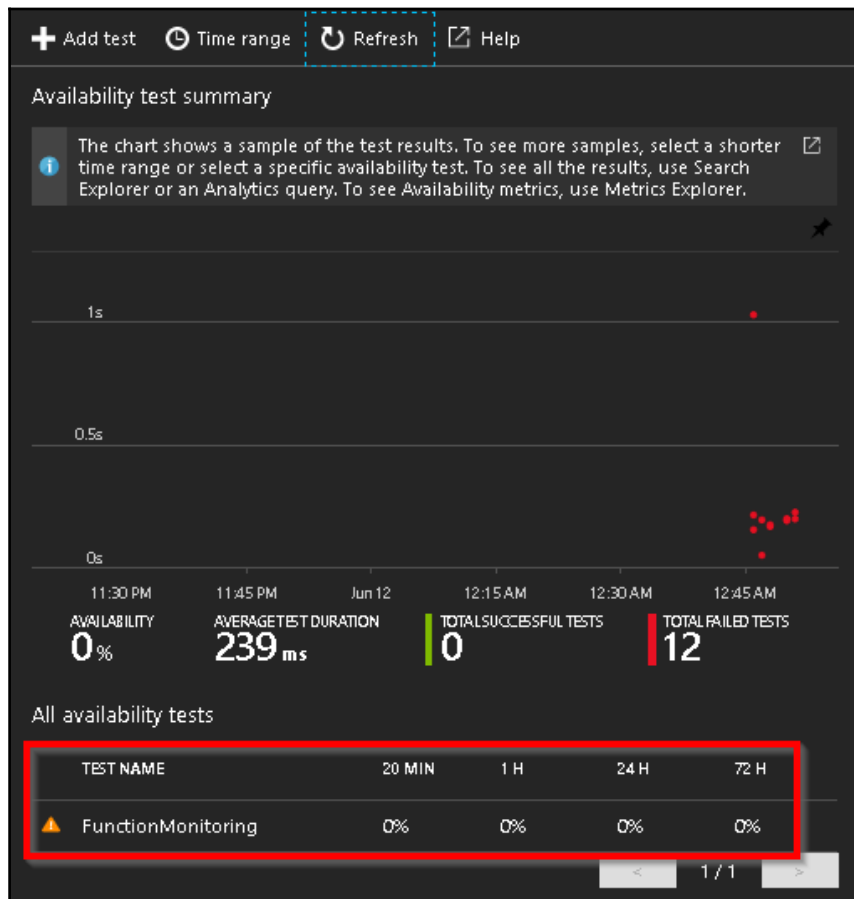 Add test Time range Refresh Help
Availability test summary
The chart shows a sample of the test results. To see more samples, select a shorter
time range or select a specific availability test. To see all the results, use Search
Explorer or an Analytics query. To see Availability metrics, use Metrics Explorer.
1s
0.5s
0s
11:30 PM 11:45 PM Jun 12 12:15 AM 12:30 AM 12:45 AM
AVAILABILITY AVERAGE TEST DURATION TOTAL SUCCESSFUL TESTS TOTAL FAILED TESTS
0 % 239 ms 0 12
All availability tests
TEST NAME 20 MIN 1 H 24 H 72 H
FunctionMonitoring 0% 0% 0% 0%
< 1 / 1 >